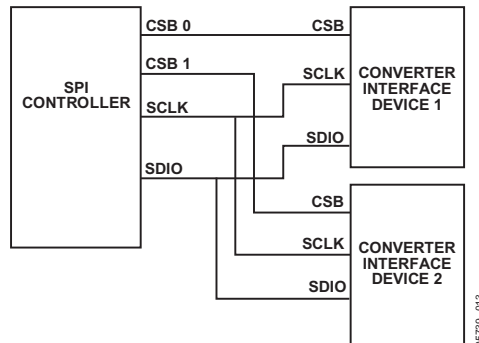 CSB 0
CSB
CSB 1
SPI
CONTROLLER
SCLK
SCLK
CONVERTER
INTERFACE
DEVICE 1
SDIO
SDIO
CSB
SCLK
CONVERTER
INTERFACE
DEVICE 2
SDIO